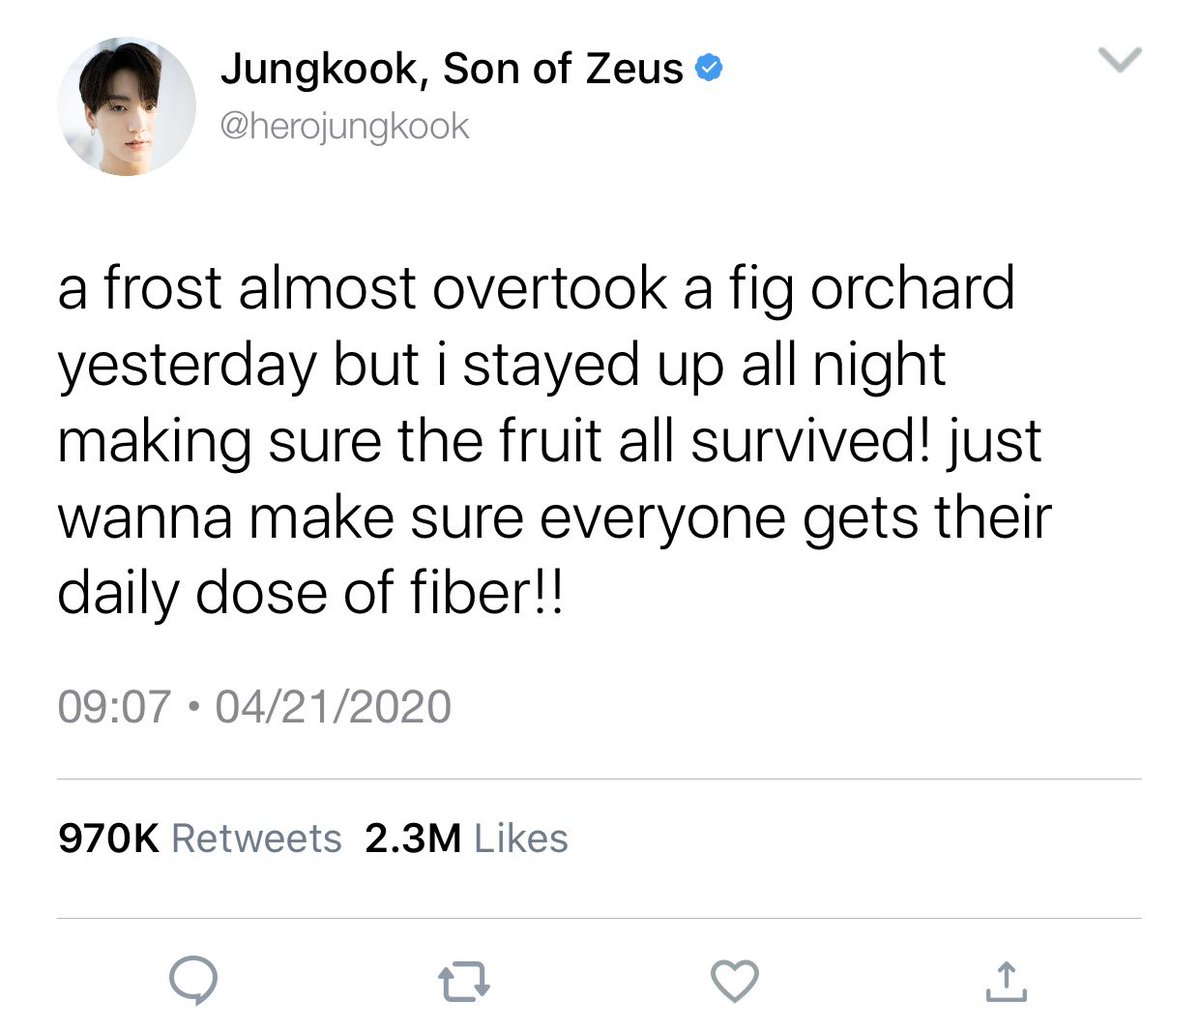 Jungkook, Son of Zeus
@herojungkook
a frost almost overtook a fig orchard
yesterday but i stayed up all night
making sure the fruit all survived! just
wanna make sure everyone gets their
daily dose of fiber!!
09:07 • 04/21/2020
970K Retweets 2.3M Likes